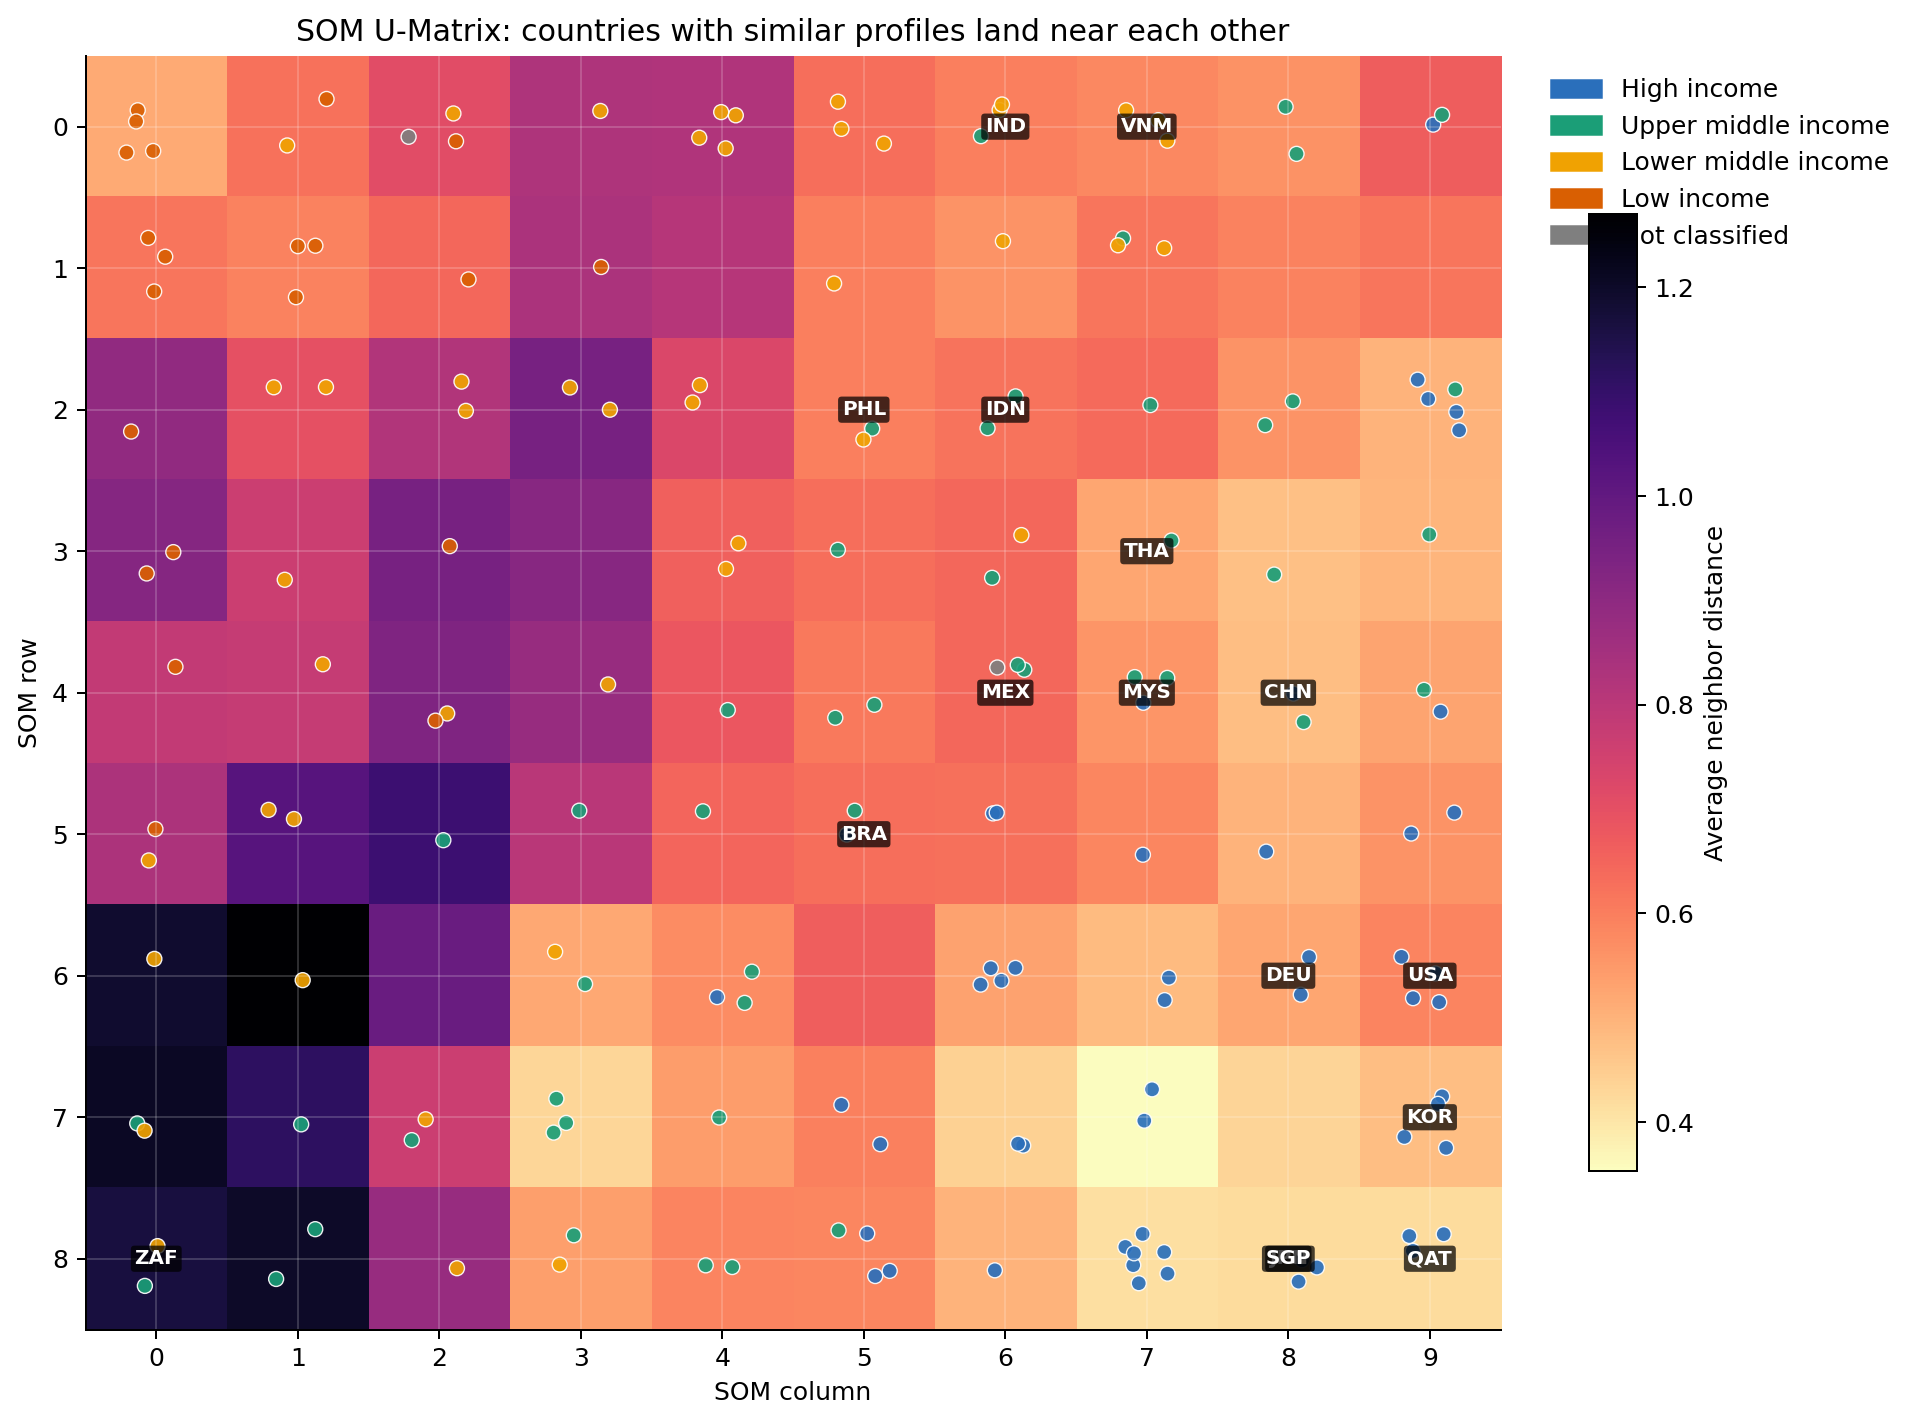 SOM U-Matrix: countries with similar profiles land near each other
High income
Upper middle income
Lower middle income
Low income
ot classified
IND
VNM
PHL
IDN
THA
MEX
MYS
CHN
BRA
DEU
USA
KOR
ZAF
SGP
QAT
0
1
2
3
4
5
6
7
8
SOM row
0 1 2 3 4 5 6 7 8 9
SOM column
1.2
1.0
0.8
0.6
0.4
Average neighbor distance